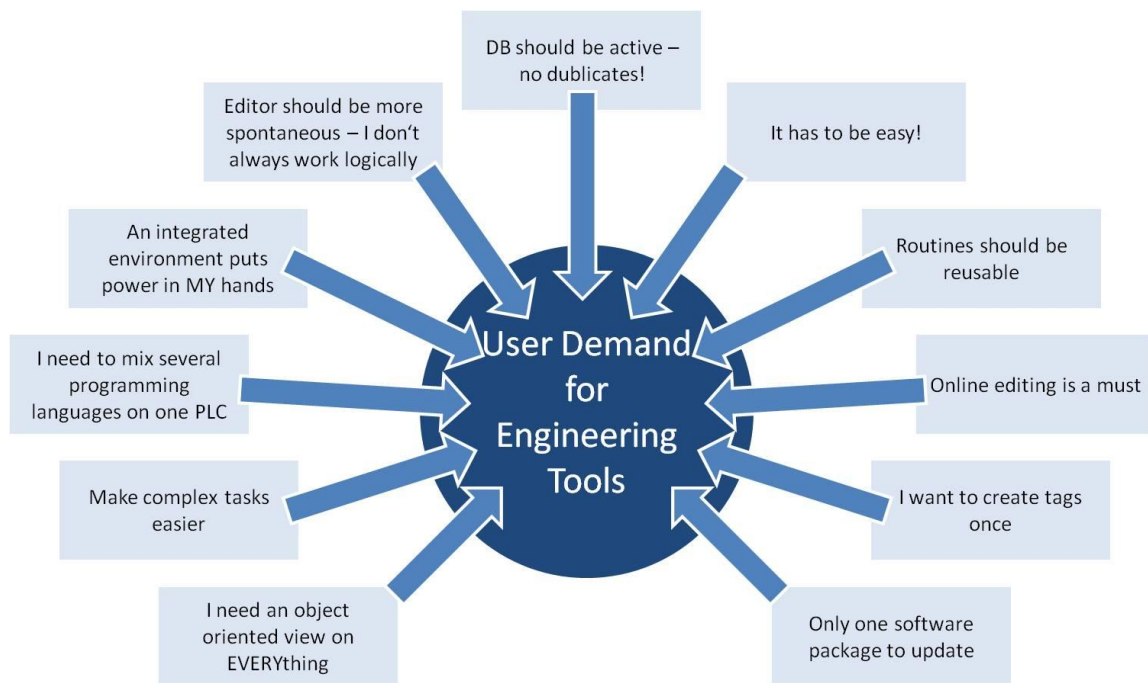 DB should be active –
no dublicates!
Editor should be more
spontaneous – I don‘t
always work logically
It has to be easy!
An integrated
environment puts
power in MY hands
Routines should be
reusable
User Demand
for
Engineering
Tools
I need to mix several
programming
languages on one PLC
Online editing is a must
Make complex tasks
easier
I want to create tags
once
I need an object
oriented view on
EVERYthing
Only one software
package to update